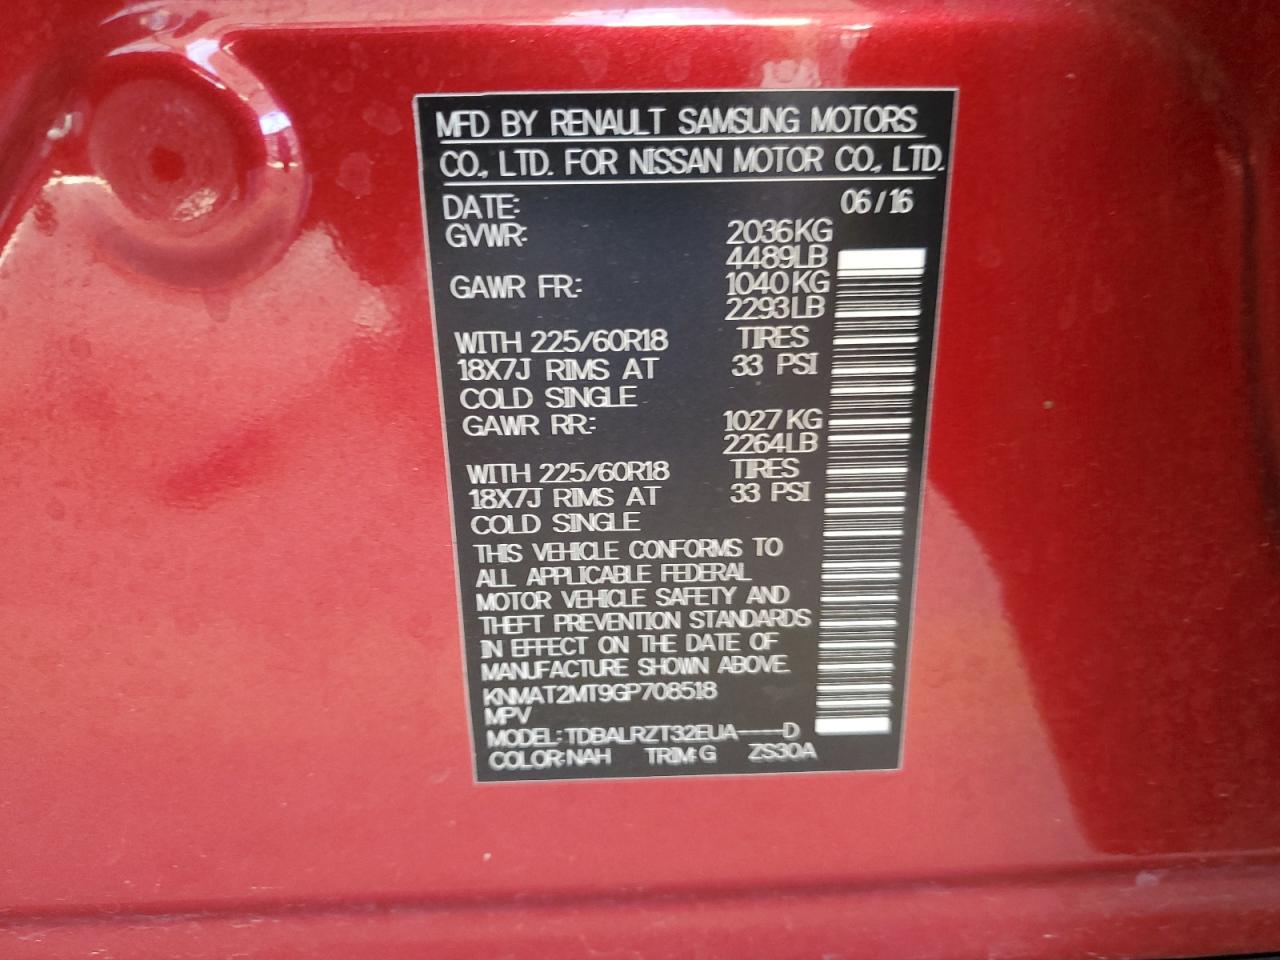 MFD BY RENAULT SAMSUNG MOTORS
CO., LTD. FOR NISSAN MOTOR CO., LTD.
DATE: 06/16
GVWR: 2036KG
4489LB
GAWR FR: 1040KG
2293LB
WITH 225/60R18 TIRES
18X7J RIMS AT 33 PSI
COLD SINGLE
GAWR RR: 1027KG
2264LB
WITH 225/60R18 TIRES
18X7J RIMS AT 33 PSI
COLD SINGLE
THIS VEHICLE CONFORMS TO
ALL APPLICABLE FEDERAL
MOTOR VEHICLE SAFETY AND
THEFT PREVENTION STANDARDS
IN EFFECT ON THE DATE OF
MANUFACTURE SHOWN ABOVE.
KNMAT2MT9GP708518
MPV
MODEL: TDBALRZT32EUA----D
COLOR:NAH TRIM:G ZS30A